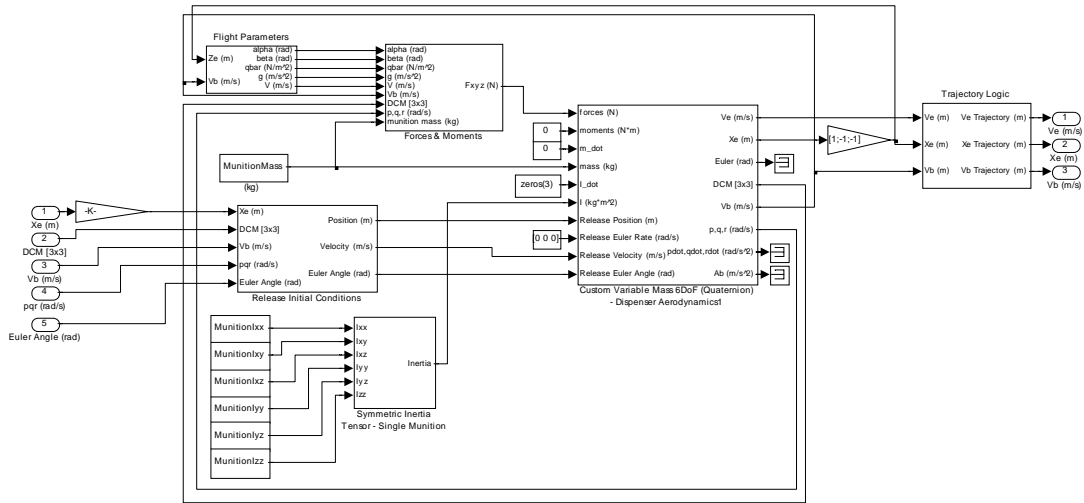 Flight Parameters
Ze (m)
Vb (m/s)
alpha (rad)
beta (rad)
qbar (N/m^2)
g (m/s^2)
V (m/s)
alpha (rad)
beta (rad)
qbar (N/m^2)
g (m/s^2)
V (m/s)
Vb (m/s)
DCM [3x3]
p,q,r (rad/s)
munition mass (kg)
Fxyz (N)
Forces & Moments
MunitionMass
(kg)
0
0
zeros(3)
[0 0 0]
forces (N)
moments (N*m)
m_dot
mass (kg)
I_dot
I (kg*m^2)
Release Position (m)
Release Euler Rate (rad/s)
Release Velocity (m/s)
Release Euler Angle (rad)
Ve (m/s)
Xe (m)
Euler (rad)
DCM [3x3]
Vb (m/s)
p,q,r (rad/s)
pdot,qdot,rdot (rad/s^2)
Ab (m/s^2)
Custom Variable Mass 6DoF (Quaternion)
- Dispenser Aerodynamics1
[1;-1;-1]
Trajectory Logic
Ve (m)
Xe (m)
Vb (m)
Ve Trajectory (m)
Xe Trajectory (m)
Vb Trajectory (m)
1
Ve (m/s)
2
Xe (m)
3
Vb (m/s)
1
Xe (m)
2
DCM [3x3]
3
Vb (m/s)
4
pqr (rad/s)
5
Euler Angle (rad)
-K-
Xe (m)
DCM [3x3]
Vb (m/s)
pqr (rad/s)
Euler Angle (rad)
Position (m)
Velocity (m/s)
Euler Angle (rad)
Release Initial Conditions
MunitionIxx
MunitionIxy
MunitionIxz
MunitionIyy
MunitionIyz
MunitionIzz
Ixx
Ixy
Ixz
Iyy
Iyz
Izz
Inertia
Symmetric Inertia
Tensor - Single Munition